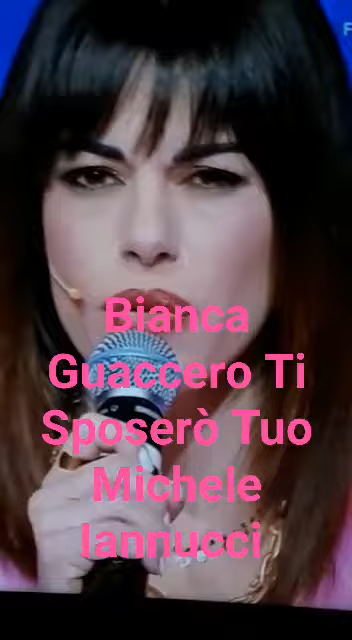 F
Bianca
Guaccero Ti
Sposerò Tuo
Michele
Iannucci